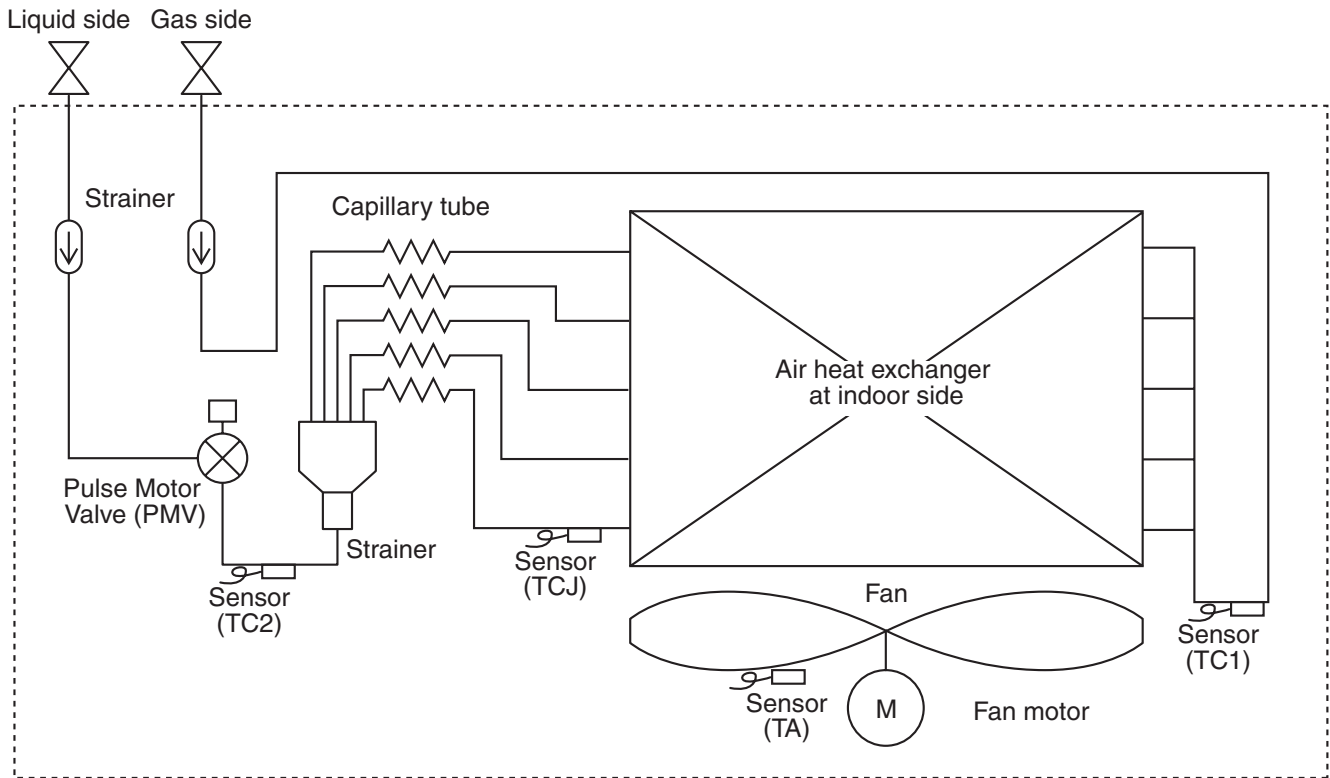 Liquid side
Gas side
Strainer
Capillary tube
Air heat exchanger
at indoor side
Pulse Motor
Valve (PMV)
Strainer
Sensor
(TCJ)
Sensor
(TC2)
Fan
Sensor
(TC1)
Sensor
(TA)
M
Fan motor